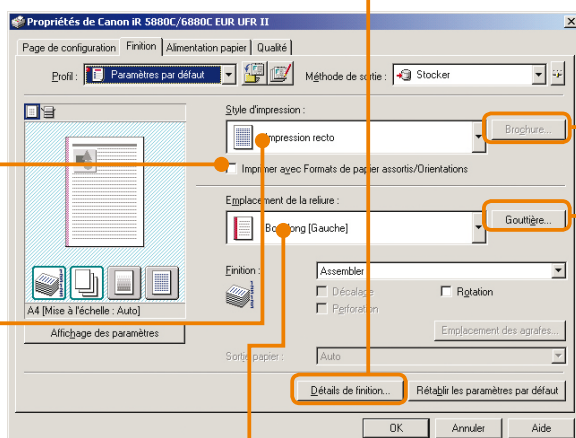 Propriétés de Canon iR 5880C/6880C EUR UFR II
Page de configuration Finition Alimentation papier Qualité
Profil : Paramètres par défaut Méthode de sortie : Stocker
Style d'impression :
Impression recto Brochure...
Imprimer avec Formats de papier assortis/Orientations
Emplacement de la reliure :
Bord long [Gauche] Gouttière...
Finition : Assembler
Décalage Rotation
Perforation
A4 [Mise à l'échelle : Auto]
Emplacement des agrafes...
Affichage des paramètres
Sortie papier : Auto
Détails de finition... Rétablir les paramètres par défaut
OK Annuler Aide